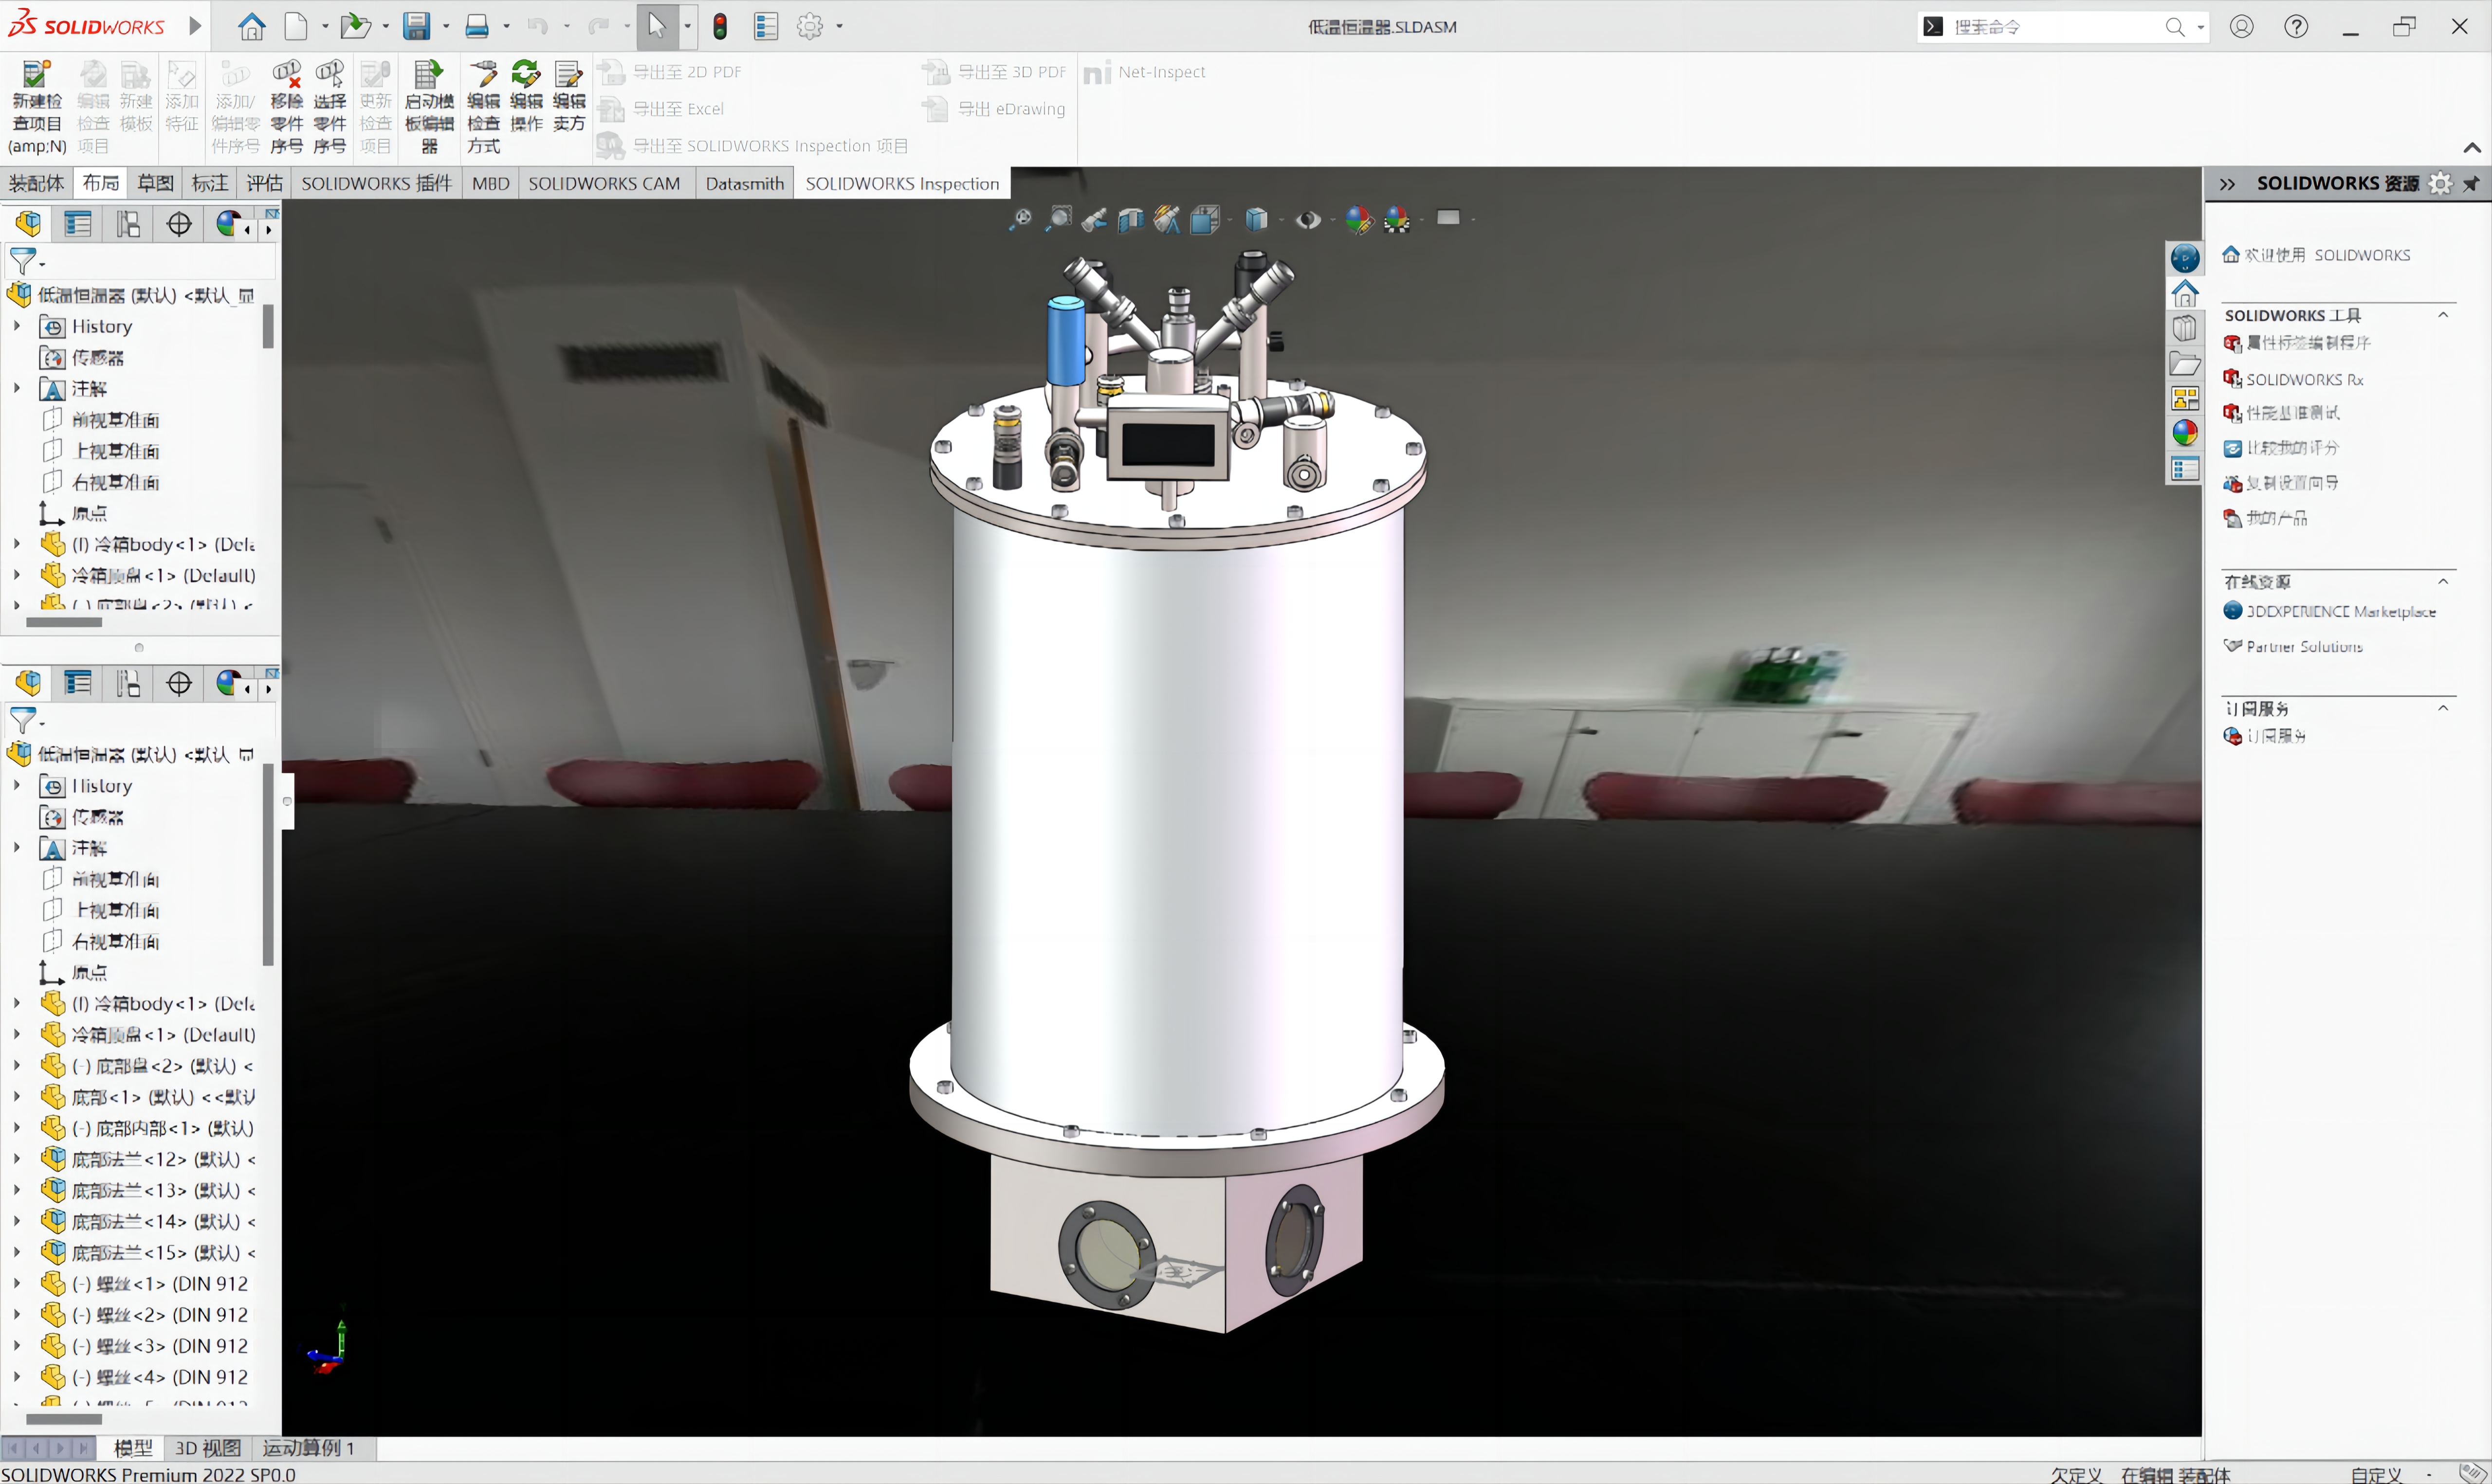 SOLIDWORKS
低温恒温器.SLDASM
搜索命令
新建检查项目(amp;N)
编辑检查项目
新建模板
添加特征
添加/编辑零件序号
移除零件序号
选择零件序号
更新检查项目
启动模板编辑器
编辑检查方式
编辑操作
编辑卖方
导出至 2D PDF
导出至 Excel
导出至 SOLIDWORKS Inspection 项目
导出至 3D PDF
导出 eDrawing
Net-Inspect
装配体 布局 草图 标注 评估 SOLIDWORKS 插件 MBD SOLIDWORKS CAM Datasmith SOLIDWORKS Inspection
低温恒温器 (默认) <默认_显
History
传感器
注解
前视基准面
上视基准面
右视基准面
原点
(f) 冷箱body<1> (Defa
冷箱顶盘<1> (Default)
(-) 底部盘<2> (默认) <
低温恒温器 (默认) <默认_显
History
传感器
注解
前视基准面
上视基准面
右视基准面
原点
(f) 冷箱body<1> (Defa
冷箱顶盘<1> (Default)
(-) 底部盘<2> (默认) <
底部<1> (默认) <<默认
(-) 底部内部<1> (默认)
底部法兰<12> (默认) <
底部法兰<13> (默认) <
底部法兰<14> (默认) <
底部法兰<15> (默认) <
(-) 螺丝<1> (DIN 912
(-) 螺丝<2> (DIN 912
(-) 螺丝<3> (DIN 912
(-) 螺丝<4> (DIN 912
模型 3D 视图 运动算例 1
SOLIDWORKS Premium 2022 SP0.0
欠定义 在编辑 装配体 自定义
SOLIDWORKS 资源
欢迎使用 SOLIDWORKS
SOLIDWORKS 工具
属性标签编制程序
SOLIDWORKS Rx
性能基准测试
比较我的评分
复制设置向导
我的产品
在线资源
3DEXPERIENCE Marketplace
Partner Solutions
订阅服务
订阅服务